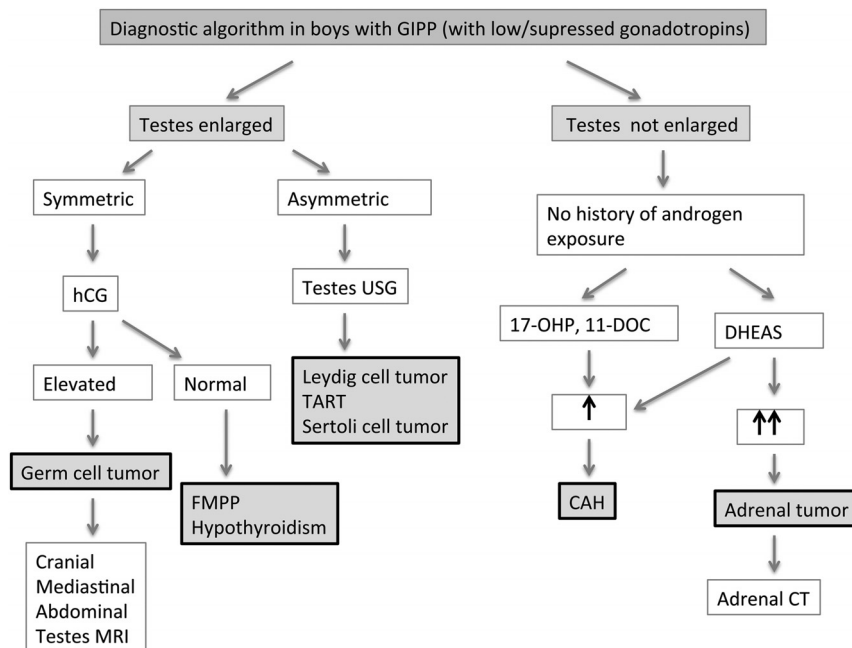 Diagnostic algorithm in boys with GIPP (with low/supressed gonadotropins)
Testes enlarged
Testes not enlarged
Symmetric
Asymmetric
No history of androgen
exposure
hCG
Testes USG
17-OHP, 11-DOC
DHEAS
Elevated
Normal
Leydig cell tumor
TART
Sertoli cell tumor
Germ cell tumor
FMPP
Hypothyroidism
CAH
Adrenal tumor
Cranial
Mediastinal
Abdominal
Testes MRI
Adrenal CT